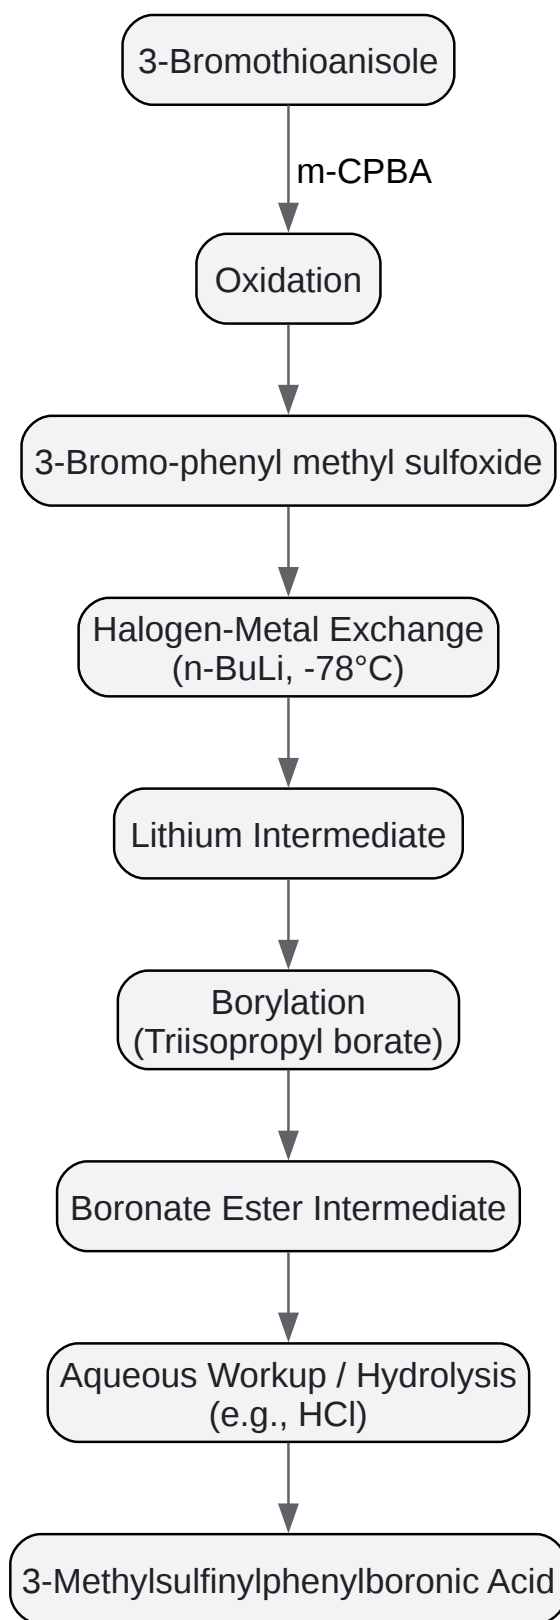 3-Bromothioanisole
m-CPBA
Oxidation
3-Bromo-phenyl methyl sulfoxide
Halogen-Metal Exchange
(n-BuLi, -78°C)
Lithium Intermediate
Borylation
(Triisopropyl borate)
Boronate Ester Intermediate
Aqueous Workup / Hydrolysis
(e.g., HCl)
3-Methylsulfinylphenylboronic Acid